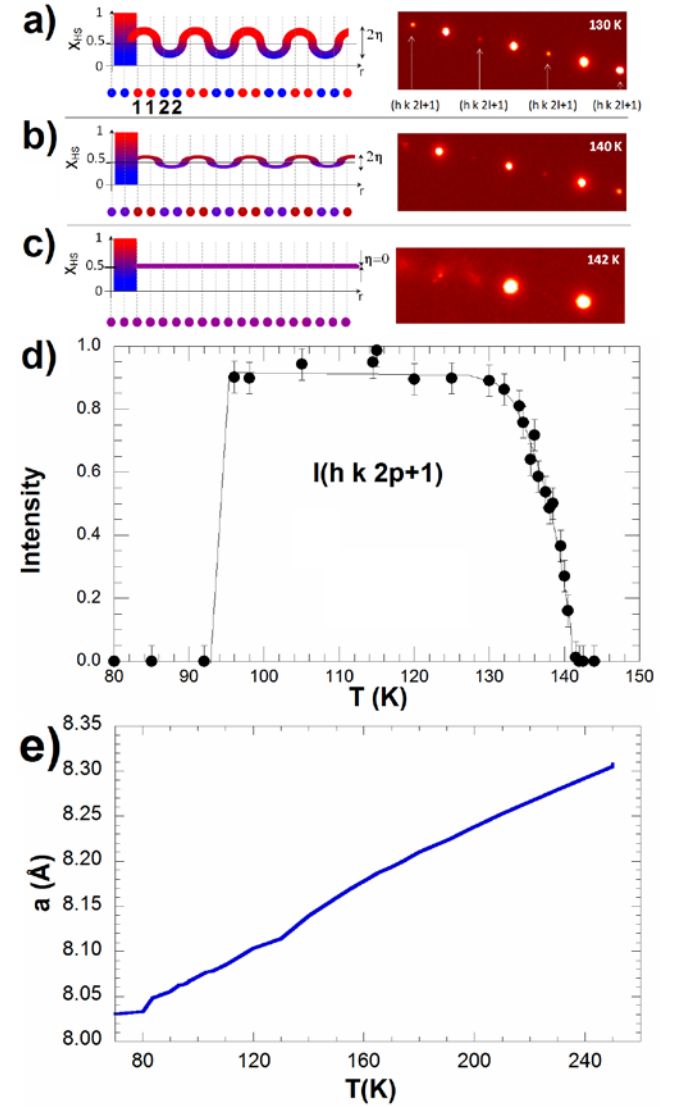 a)
1
0.5
0
X_HS
2η
r
1 1 2 2
130 K
(h k 2l+1) (h k 2l+1) (h k 2l+1) (h k 2l+1)
b)
1
0.5
0
X_HS
2η
r
140 K
c)
1
0.5
0
X_HS
η=0
r
142 K
d)
1.0
0.8
0.6
0.4
0.2
0.0
Intensity
I(h k 2p+1)
80 90 100 110 120 130 140 150
T (K)
e)
8.35
8.30
8.25
8.20
8.15
8.10
8.05
8.00
a (Å)
80 120 160 200 240
T(K)